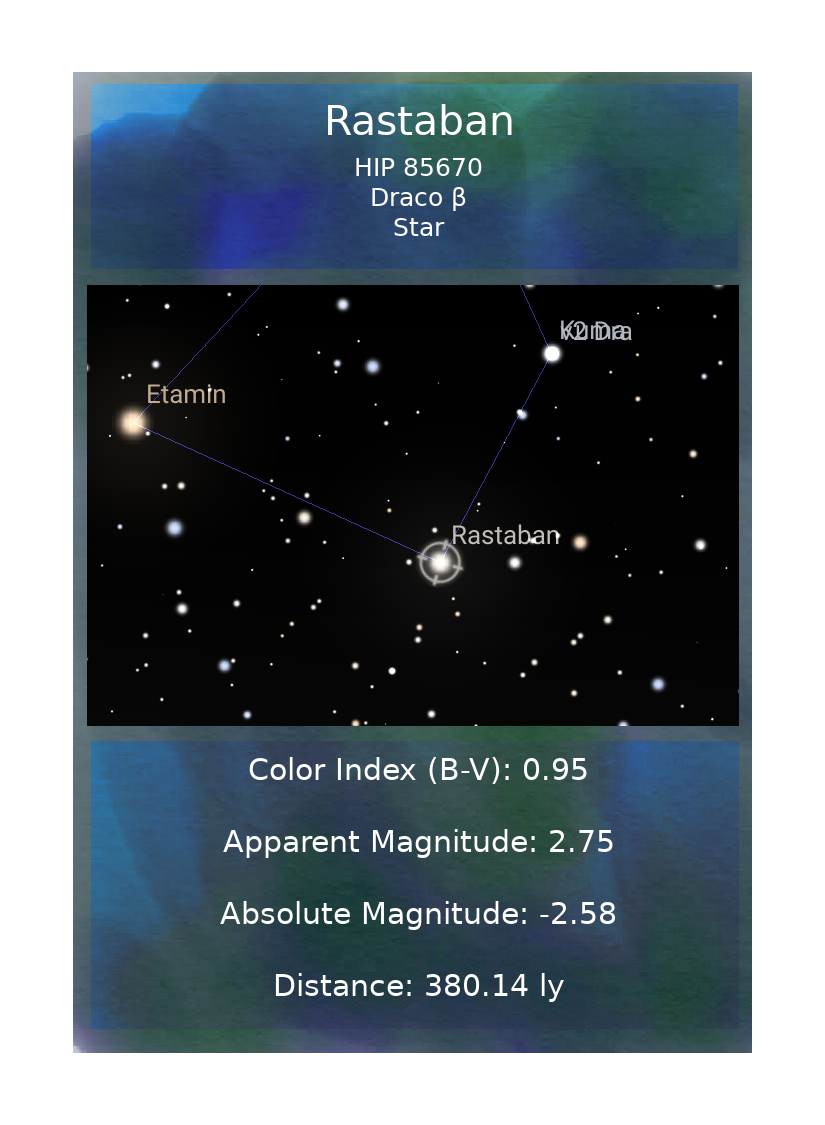 Rastaban
HIP 85670
Draco β
Star
Etamin
Rastaban
Color Index (B-V): 0.95
Apparent Magnitude: 2.75
Absolute Magnitude: -2.58
Distance: 380.14 ly